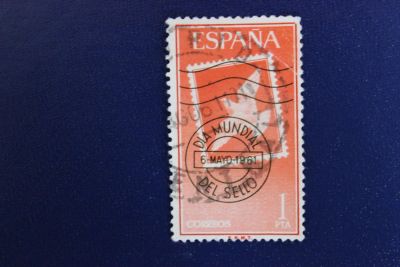 ESPAÑA
DIA MUNDIAL
6-MAYO-1961
DEL SELLO
CORREOS
1
PTA